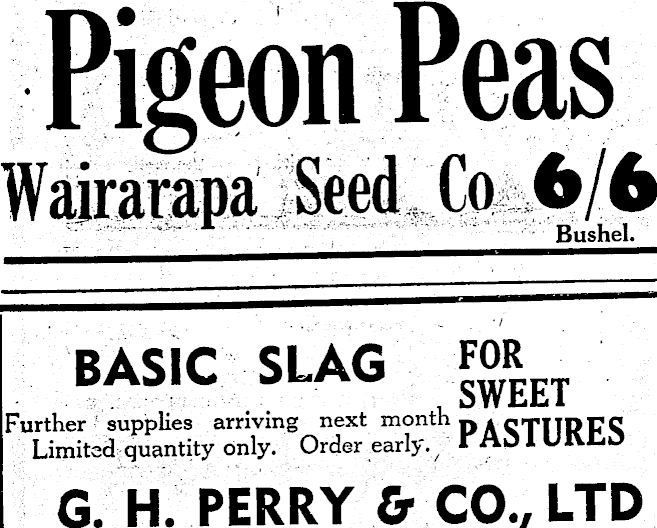 Pigeon Peas
Wairarapa Seed Co 6/6
Bushel.
BASIC SLAG
Further supplies arriving next month
Limited quantity only. Order early.
FOR
SWEET
PASTURES
G. H. PERRY & CO., LTD